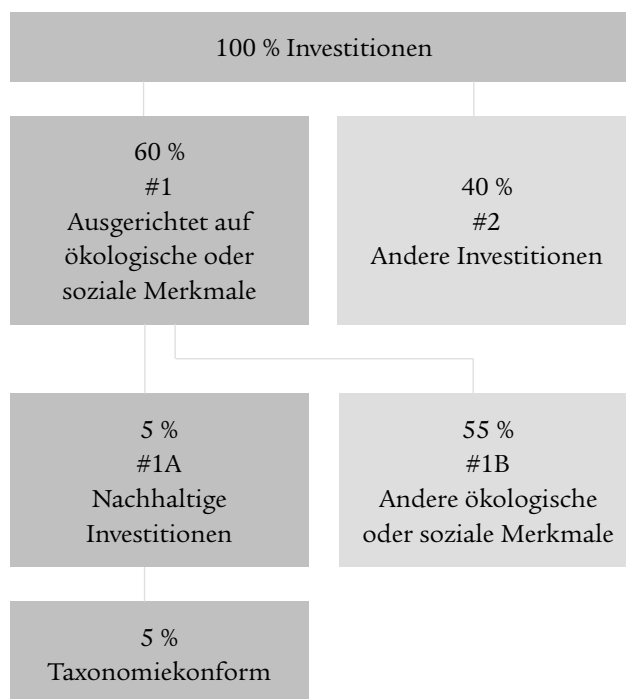 100 % Investitionen
60 %
#1
Ausgerichtet auf
ökologische oder
soziale Merkmale
40 %
#2
Andere Investitionen
5 %
#1A
Nachhaltige
Investitionen
55 %
#1B
Andere ökologische
oder soziale Merkmale
5 %
Taxonomiekonform